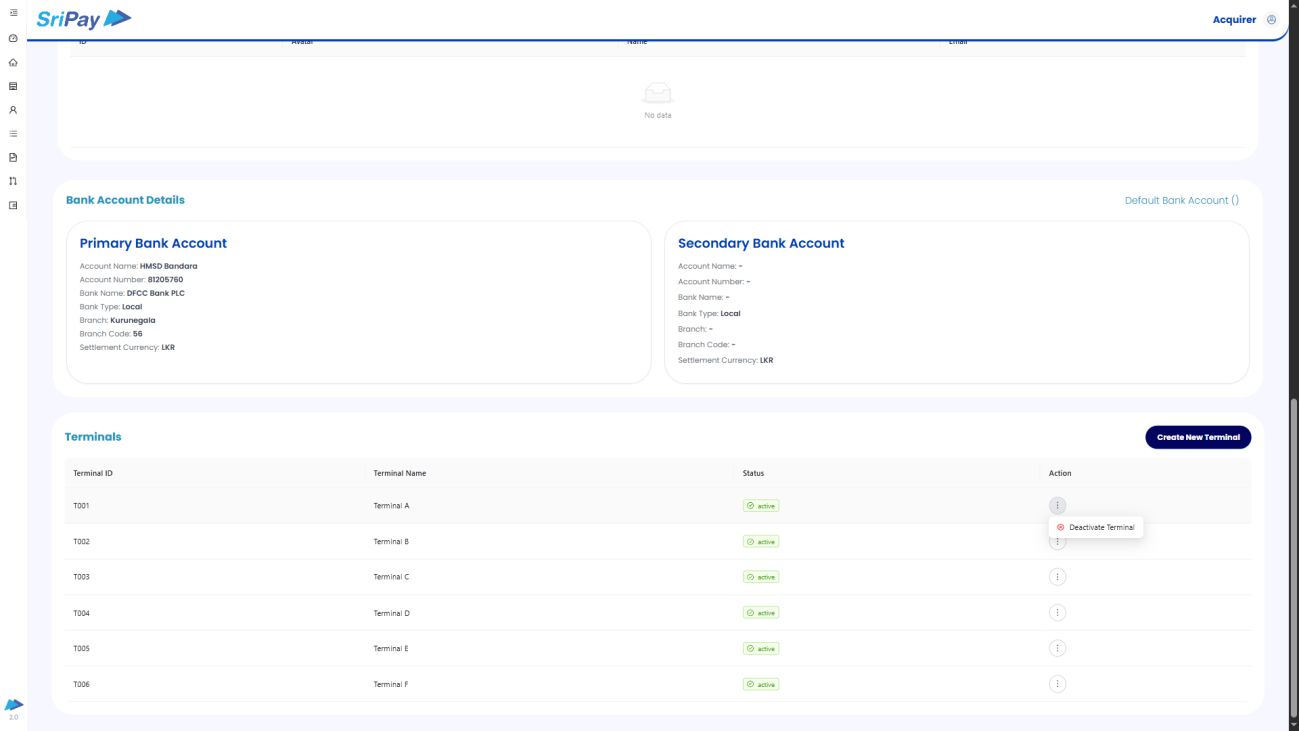 SriPay
Acquirer
ID Avatar Name Email
No data
Bank Account Details
Default Bank Account ()
Primary Bank Account
Account Name: HMSD Bandara
Account Number: 81205760
Bank Name: DFCC Bank PLC
Bank Type: Local
Branch: Kurunegala
Branch Code: 56
Settlement Currency: LKR
Secondary Bank Account
Account Name: -
Account Number: -
Bank Name: -
Bank Type: Local
Branch: -
Branch Code: -
Settlement Currency: LKR
Terminals
Create New Terminal
Terminal ID Terminal Name Status Action
T001 Terminal A active
Deactivate Terminal
T002 Terminal B active
T003 Terminal C active
T004 Terminal D active
T005 Terminal E active
T006 Terminal F active
2.0